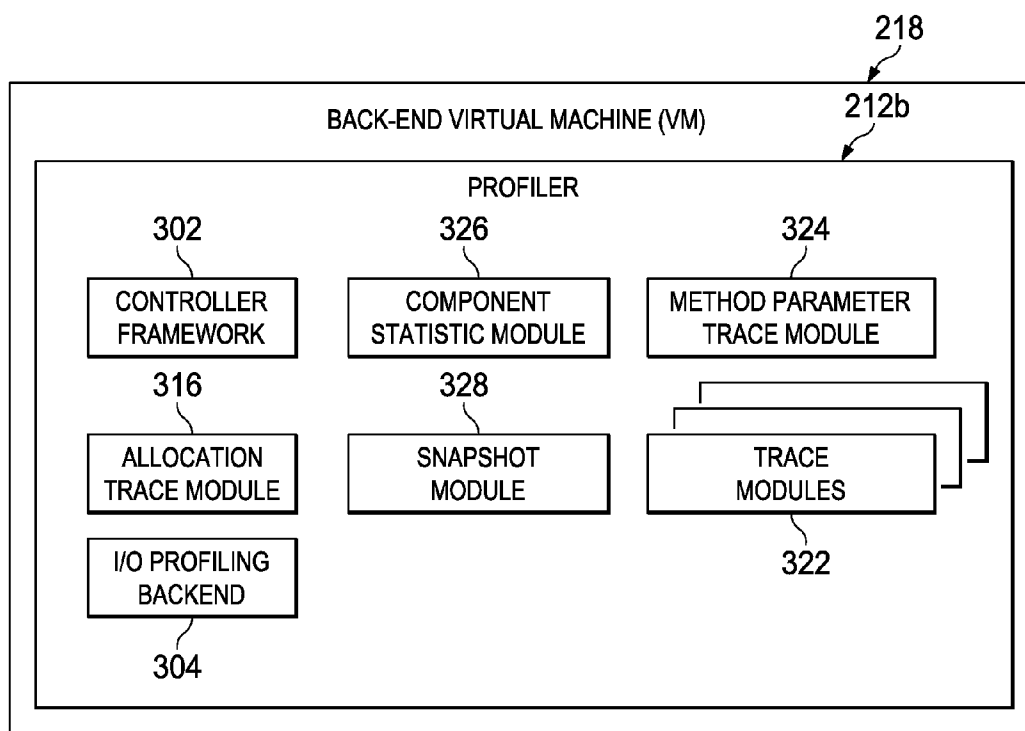 218
BACK-END VIRTUAL MACHINE (VM)
212b
PROFILER
302
326
324
CONTROLLER
FRAMEWORK
COMPONENT
STATISTIC MODULE
METHOD PARAMETER
TRACE MODULE
316
328
ALLOCATION
TRACE MODULE
SNAPSHOT
MODULE
TRACE
MODULES
I/O PROFILING
BACKEND
322
304